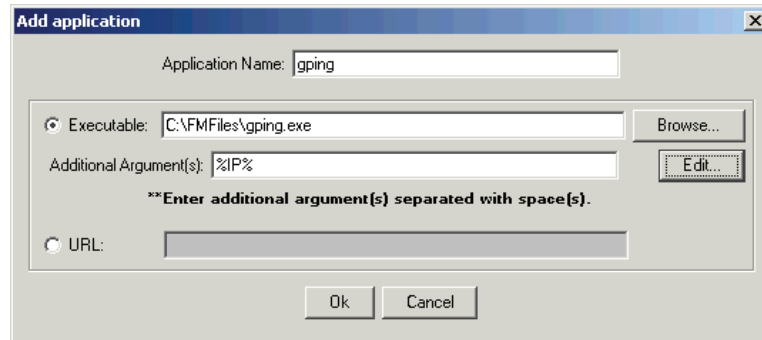 Add application
Application Name: gping
Executable: C:\FMFiles\gping.exe Browse...
Additional Argument(s): %IP% Edit...
**Enter additional argument(s) separated with space(s).
URL:
Ok Cancel